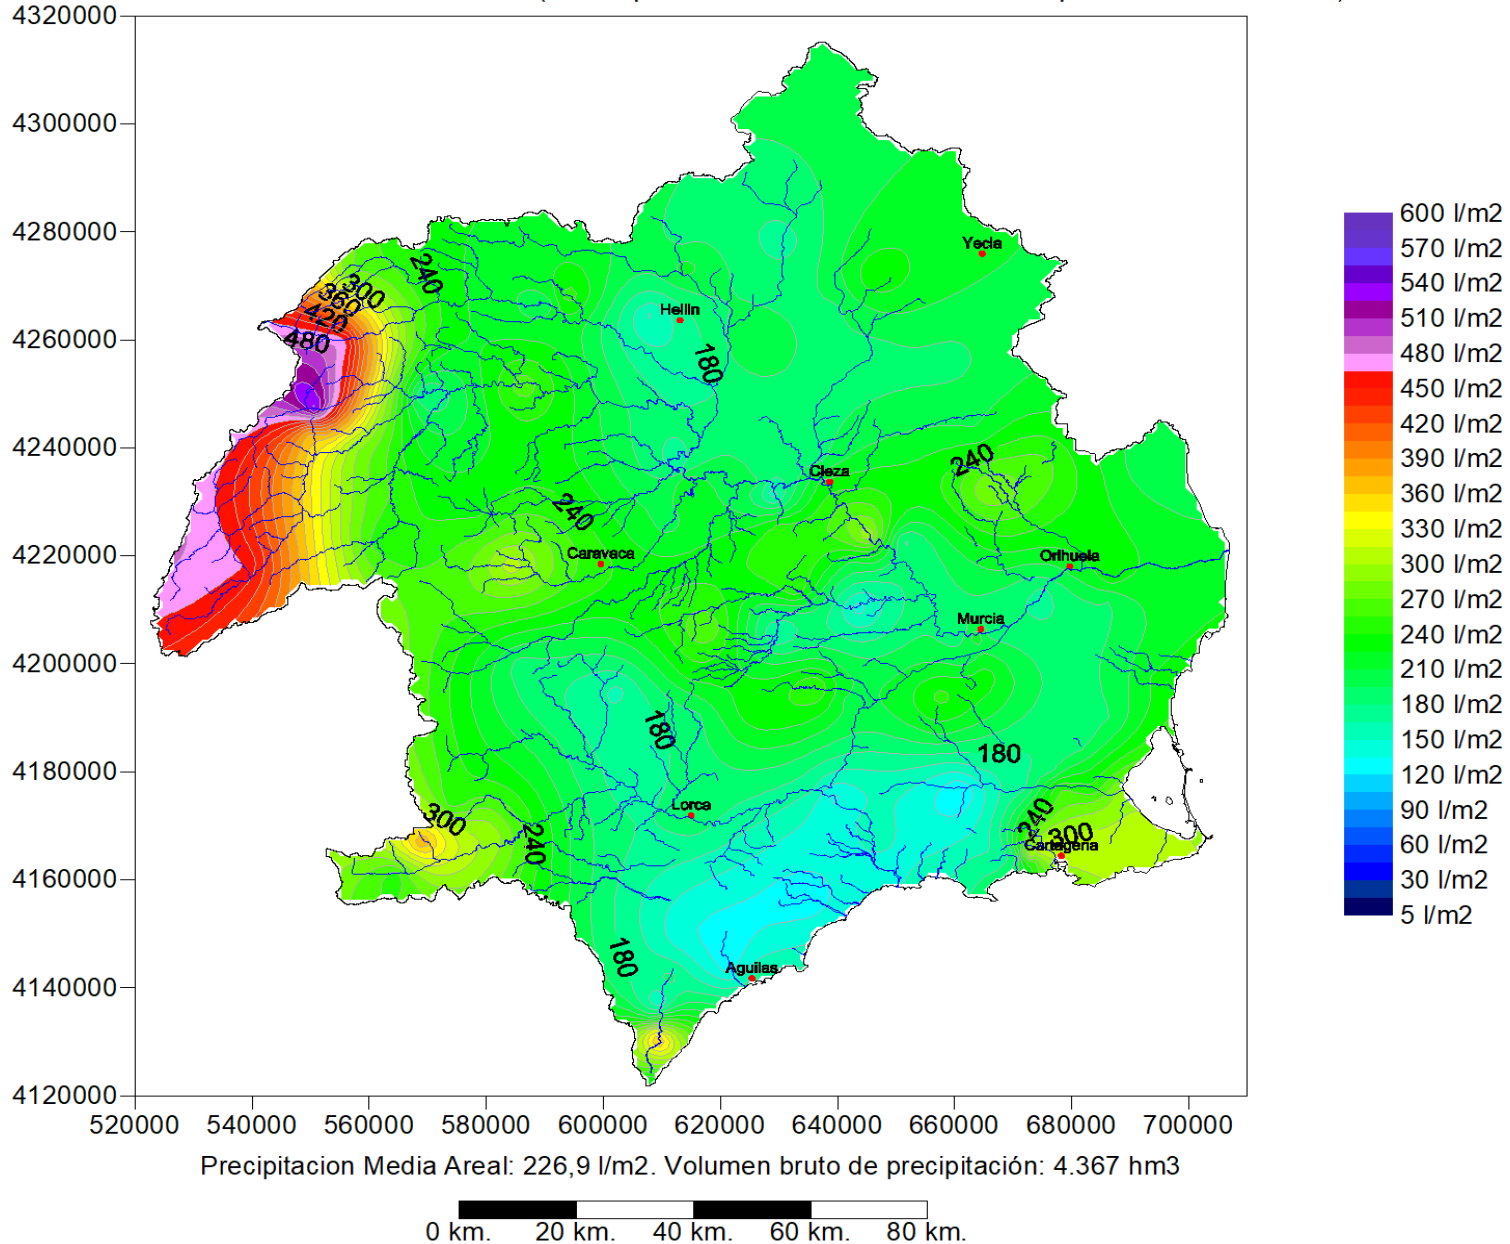 4320000
4300000
4280000
4260000
4240000
4220000
4200000
4180000
4160000
4140000
4120000
520000 540000 560000 580000 600000 620000 640000 660000 680000 700000
240
300
360
420
480
Yecla
Hellin
180
Cieza
240
240
Caravaca
Orihuela
Murcia
180
180
Lorca
300
240
240
300
Cartagena
180
Aguilas
600 l/m2
570 l/m2
540 l/m2
510 l/m2
480 l/m2
450 l/m2
420 l/m2
390 l/m2
360 l/m2
330 l/m2
300 l/m2
270 l/m2
240 l/m2
210 l/m2
180 l/m2
150 l/m2
120 l/m2
90 l/m2
60 l/m2
30 l/m2
5 l/m2
Precipitacion Media Areal: 226,9 l/m2. Volumen bruto de precipitación: 4.367 hm3
0 km. 20 km. 40 km. 60 km. 80 km.